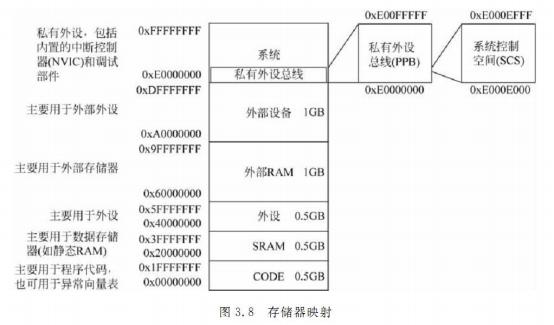 私有外设，包括
内置的中断控制
器(NVIC)和调试
部件
0xFFFFFFFF
0xE0000000
系统
私有外设总线
0xE00FFFFF
私有外设
总线(PPB)
0xE0000000
0xE000EFFF
系统控制
空间(SCS)
0xE000E000
主要用于外部外设
0xDFFFFFFF
0xA0000000
外部设备 1GB
主要用于外部存储器
0x9FFFFFFF
0x60000000
外部RAM 1GB
主要用于外设
0x5FFFFFFF
0x40000000
外设 0.5GB
主要用于数据存储
器(如静态RAM)
0x3FFFFFFF
0x20000000
SRAM 0.5GB
主要用于程序代码，
也可用于异常向量表
0x1FFFFFFF
0x00000000
CODE 0.5GB
图 3.8 存储器映射